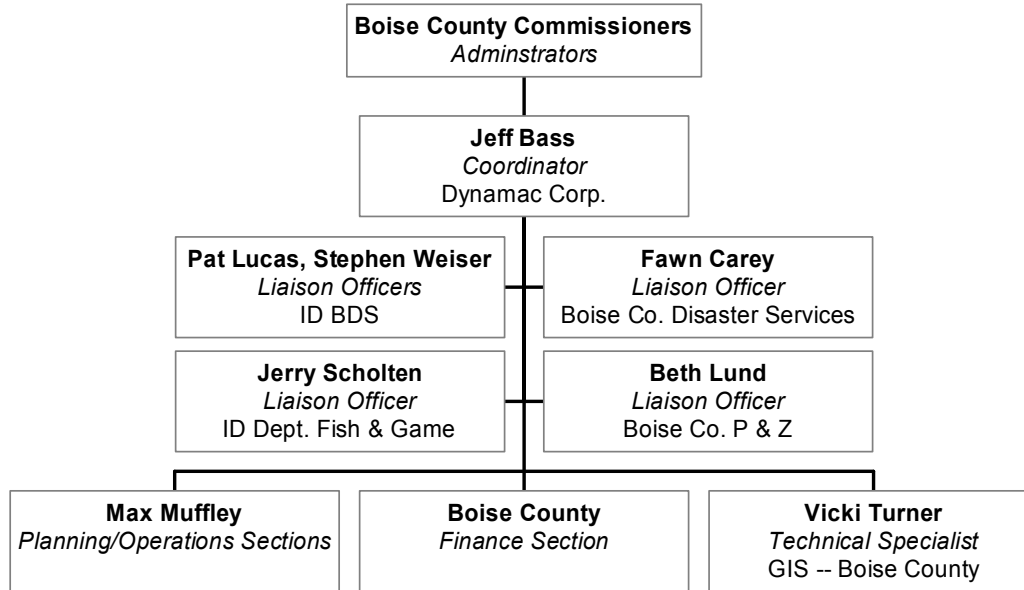 Boise County Commissioners
Adminstrators
Jeff Bass
Coordinator
Dynamac Corp.
Pat Lucas, Stephen Weiser
Liaison Officers
ID BDS
Fawn Carey
Liaison Officer
Boise Co. Disaster Services
Jerry Scholten
Liaison Officer
ID Dept. Fish & Game
Beth Lund
Liaison Officer
Boise Co. P & Z
Max Muffley
Planning/Operations Sections
Boise County
Finance Section
Vicki Turner
Technical Specialist
GIS -- Boise County